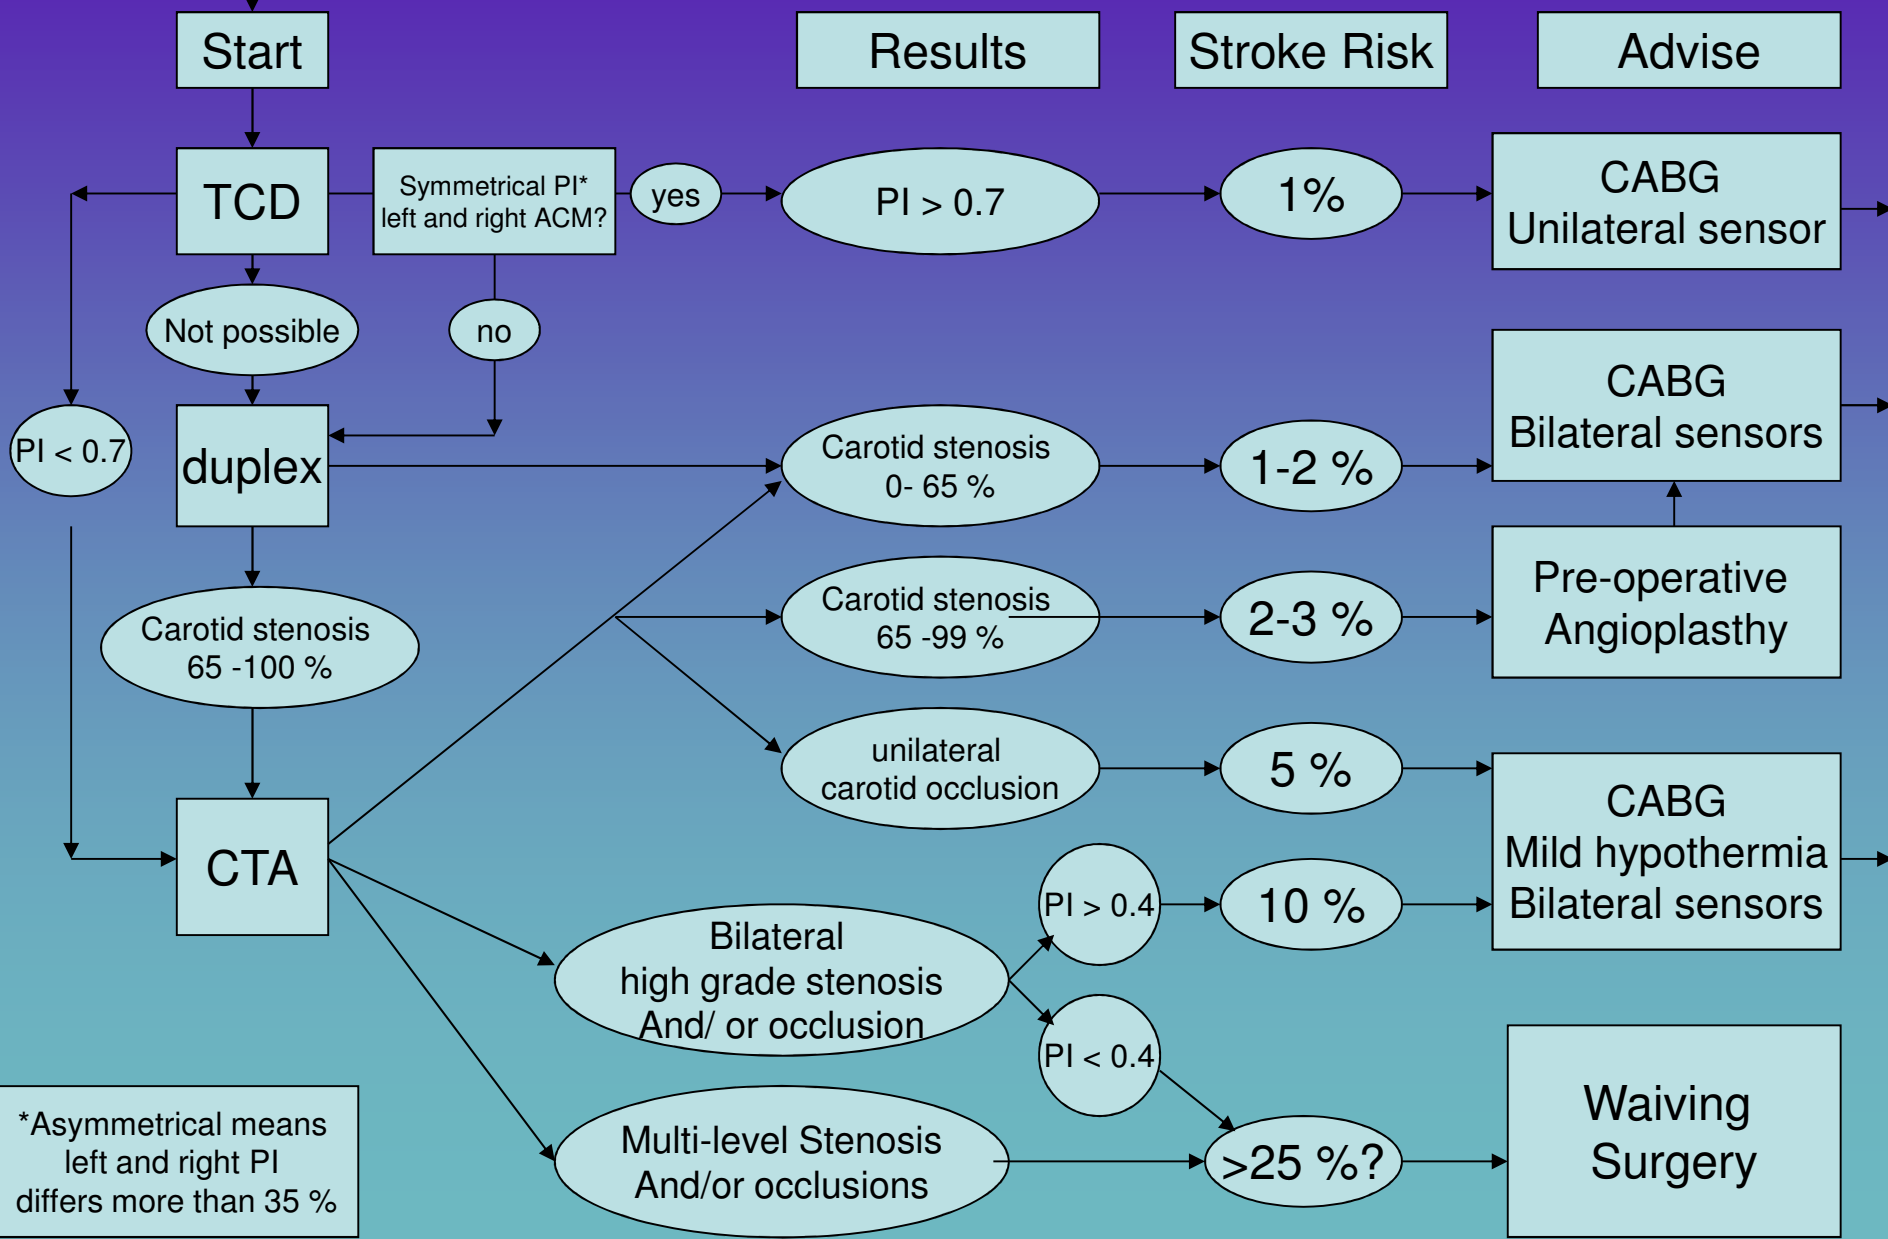 Start
Results
Stroke Risk
Advise
TCD
Symmetrical PI*
left and right ACM?
yes
PI > 0.7
1%
CABG
Unilateral sensor
Not possible
no
PI < 0.7
duplex
Carotid stenosis
0- 65 %
1-2 %
CABG
Bilateral sensors
Carotid stenosis
65 -100 %
Carotid stenosis
65 -99 %
2-3 %
Pre-operative
Angioplasthy
unilateral
carotid occlusion
5 %
CTA
CABG
Mild hypothermia
Bilateral sensors
Bilateral
high grade stenosis
And/ or occlusion
PI > 0.4
10 %
PI < 0.4
*Asymmetrical means
left and right PI
differs more than 35 %
Multi-level Stenosis
And/or occlusions
>25 %?
Waiving
Surgery